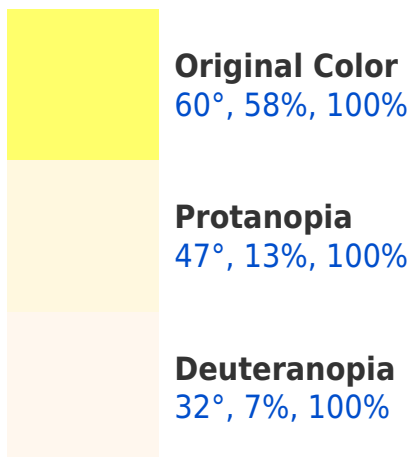 Original Color
60°, 58%, 100%
Protanopia
47°, 13%, 100%
Deuteranopia
32°, 7%, 100%